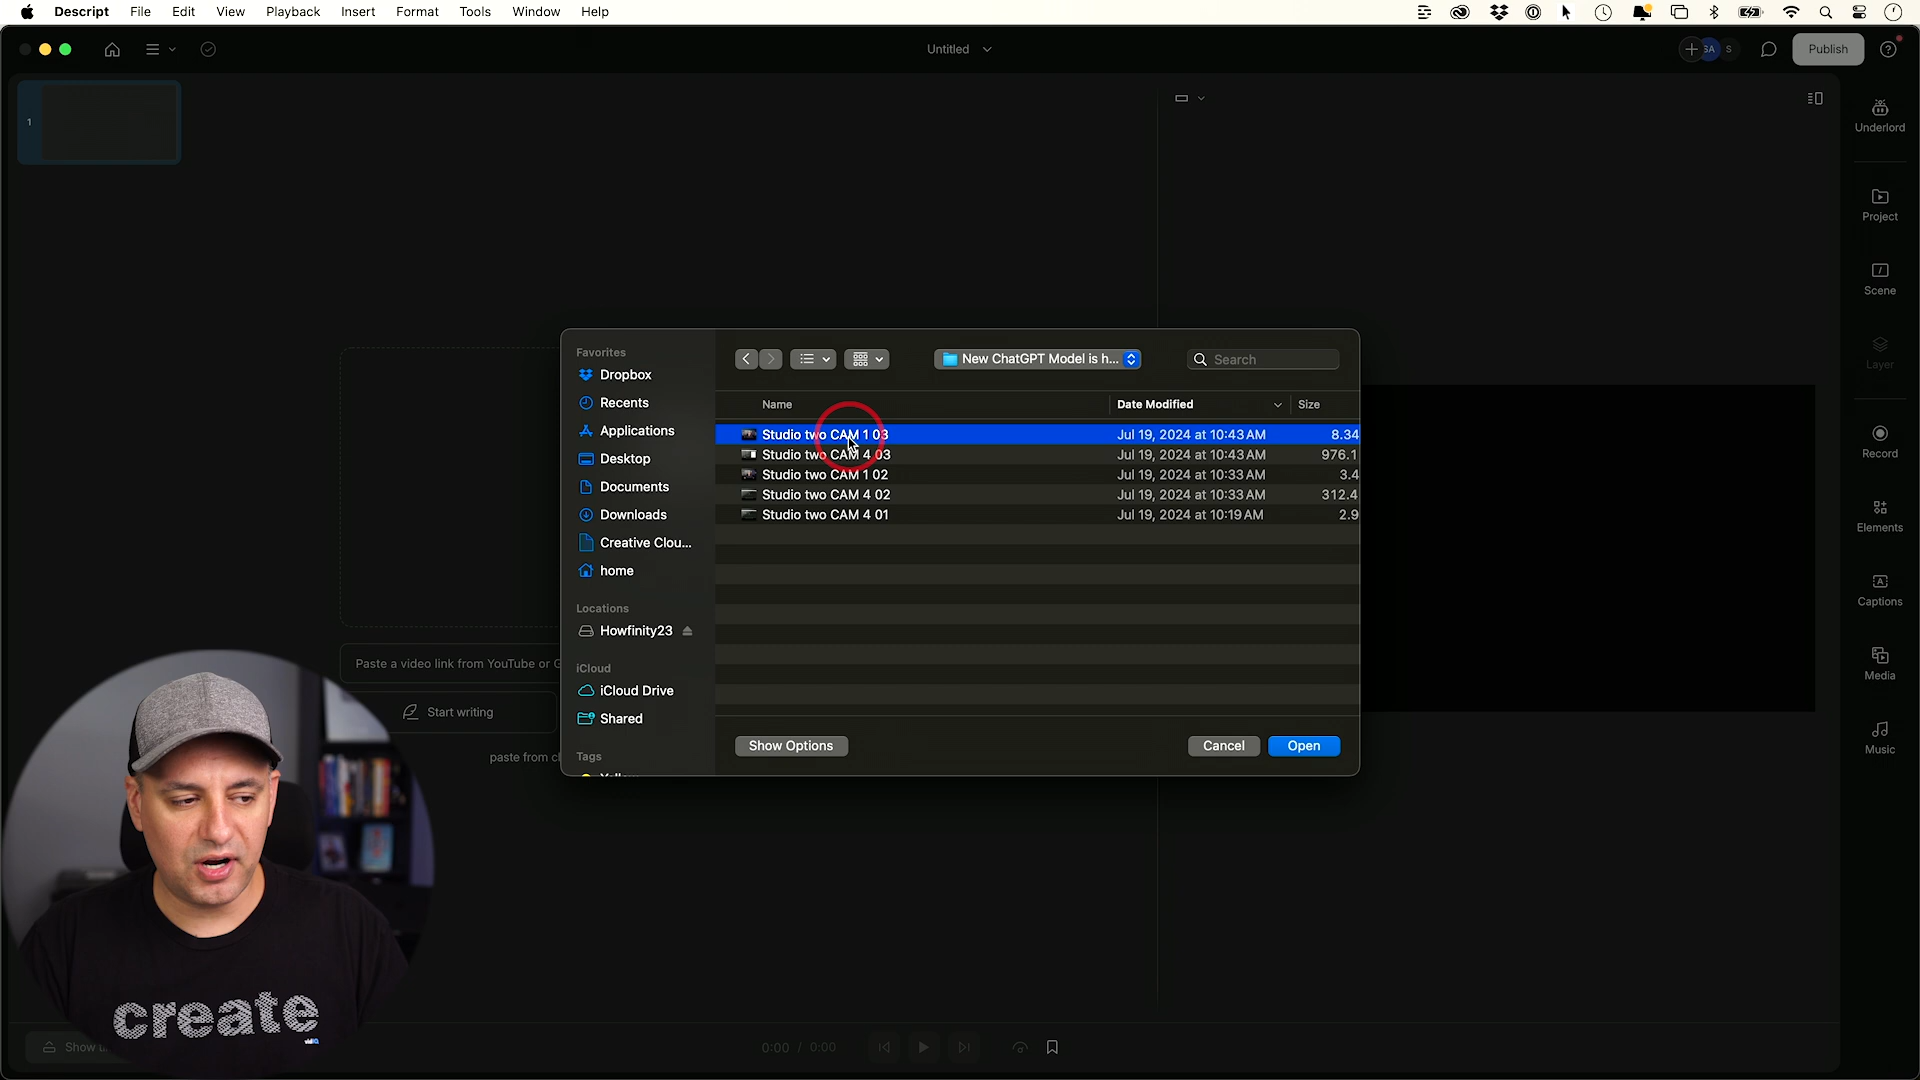 Descript File Edit View Playback Insert Format Tools Window Help
Untitled
SA S
Publish
1
Underlord
Project
Scene
Layer
Record
Elements
Captions
Media
Music
Favorites
Dropbox
Recents
Applications
Desktop
Documents
Downloads
Creative Clou...
home
Locations
Howfinity23
iCloud
iCloud Drive
Shared
Tags
New ChatGPT Model is h...
Search
Name Date Modified Size
Studio two CAM 1 03 Jul 19, 2024 at 10:43 AM 8.34
Studio two CAM 4 03 Jul 19, 2024 at 10:43 AM 976.1
Studio two CAM 1 02 Jul 19, 2024 at 10:33 AM 3.4
Studio two CAM 4 02 Jul 19, 2024 at 10:33 AM 312.4
Studio two CAM 4 01 Jul 19, 2024 at 10:19 AM 2.9
Show Options
Cancel
Open
Paste a video link from YouTube or G
Start writing
paste from cl
create
Show
0:00 / 0:00